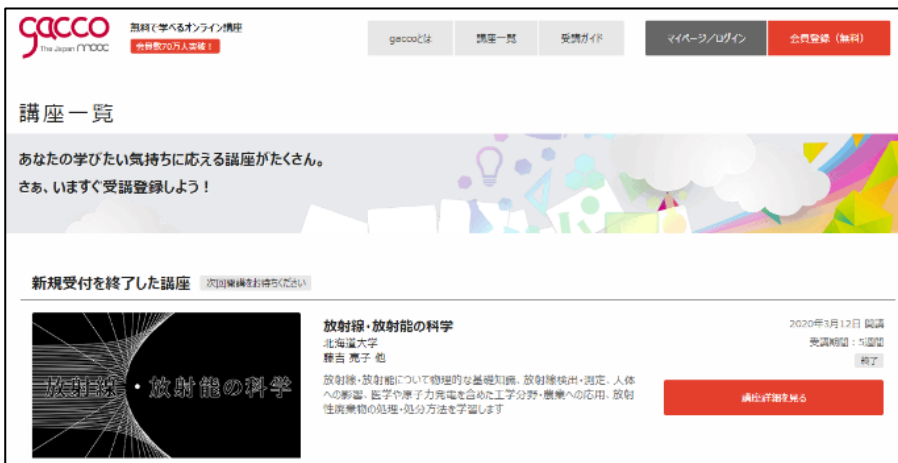 gacco
The Japan MOOC
無料で学べるオンライン講座
会員数70万人突破！
gaccoとは
講座一覧
受講ガイド
マイページ／ログイン
会員登録（無料）
講座一覧
あなたの学びたい気持ちに応える講座がたくさん。
さぁ、いますぐ受講登録しよう！
新規受付を終了した講座 次回開講をお待ちください
放射線・放射能の科学
放射線・放射能の科学
北海道大学
藤吉 亮子 他
放射線・放射能について物理的な基礎知識、放射線検出・測定、人体
への影響、医学や原子力発電を含めた工学分野・農業への応用、放射
性廃棄物の処理・処分方法を学習します
2020年3月12日 開講
受講期間：5週間
終了
講座詳細を見る